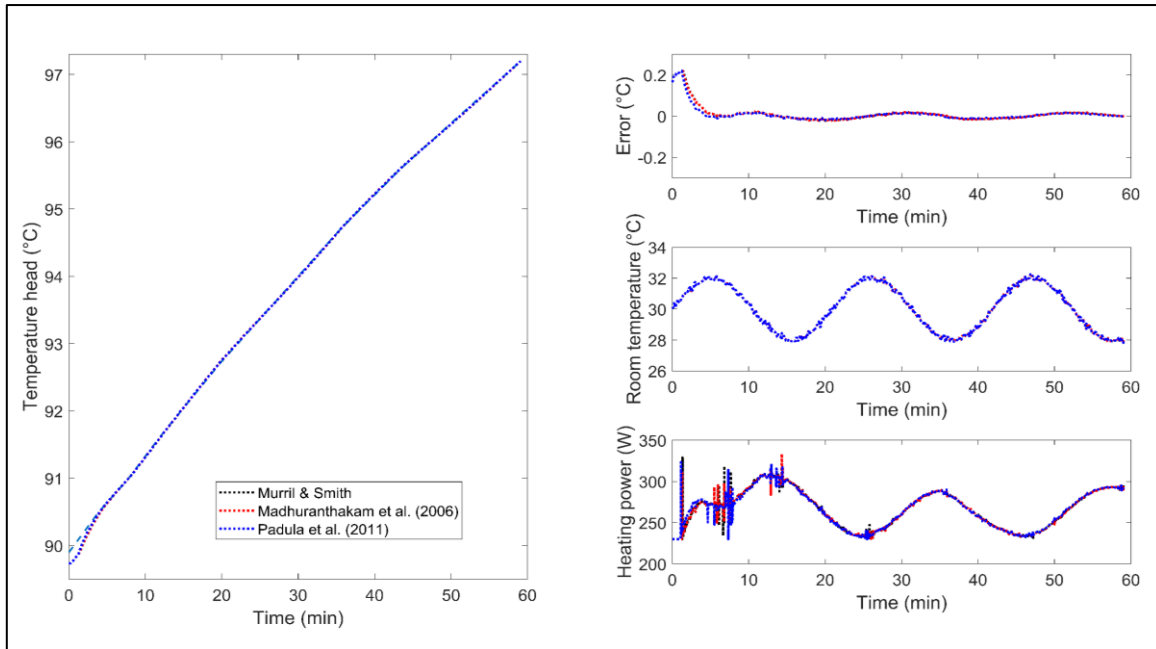 Temperature head (°C)
97
96
95
94
93
92
91
90
0 10 20 30 40 50 60
Time (min)
Murril & Smith
Madhuranthakam et al. (2006)
Padula et al. (2011)
Error (°C)
0.2
0
-0.2
0 10 20 30 40 50 60
Time (min)
Room temperature (°C)
34
32
30
28
26
0 10 20 30 40 50 60
Time (min)
Heating power (W)
350
300
250
200
0 10 20 30 40 50 60
Time (min)